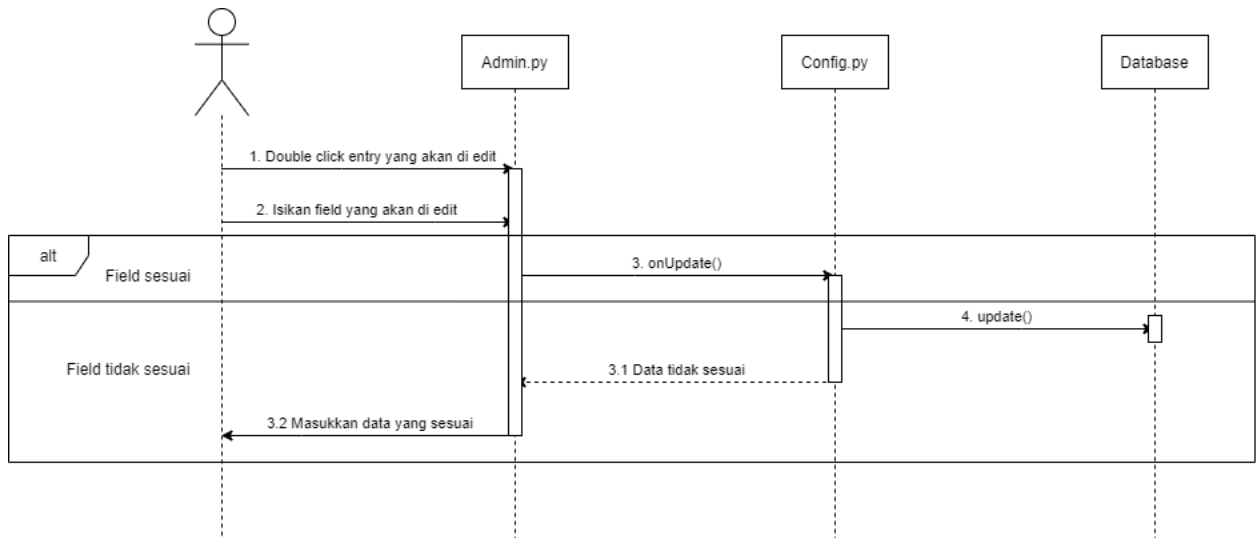 Admin.py
Config.py
Database
1. Double click entry yang akan di edit
2. Isikan field yang akan di edit
alt
Field sesuai
3. onUpdate()
4. update()
Field tidak sesuai
3.1 Data tidak sesuai
3.2 Masukkan data yang sesuai